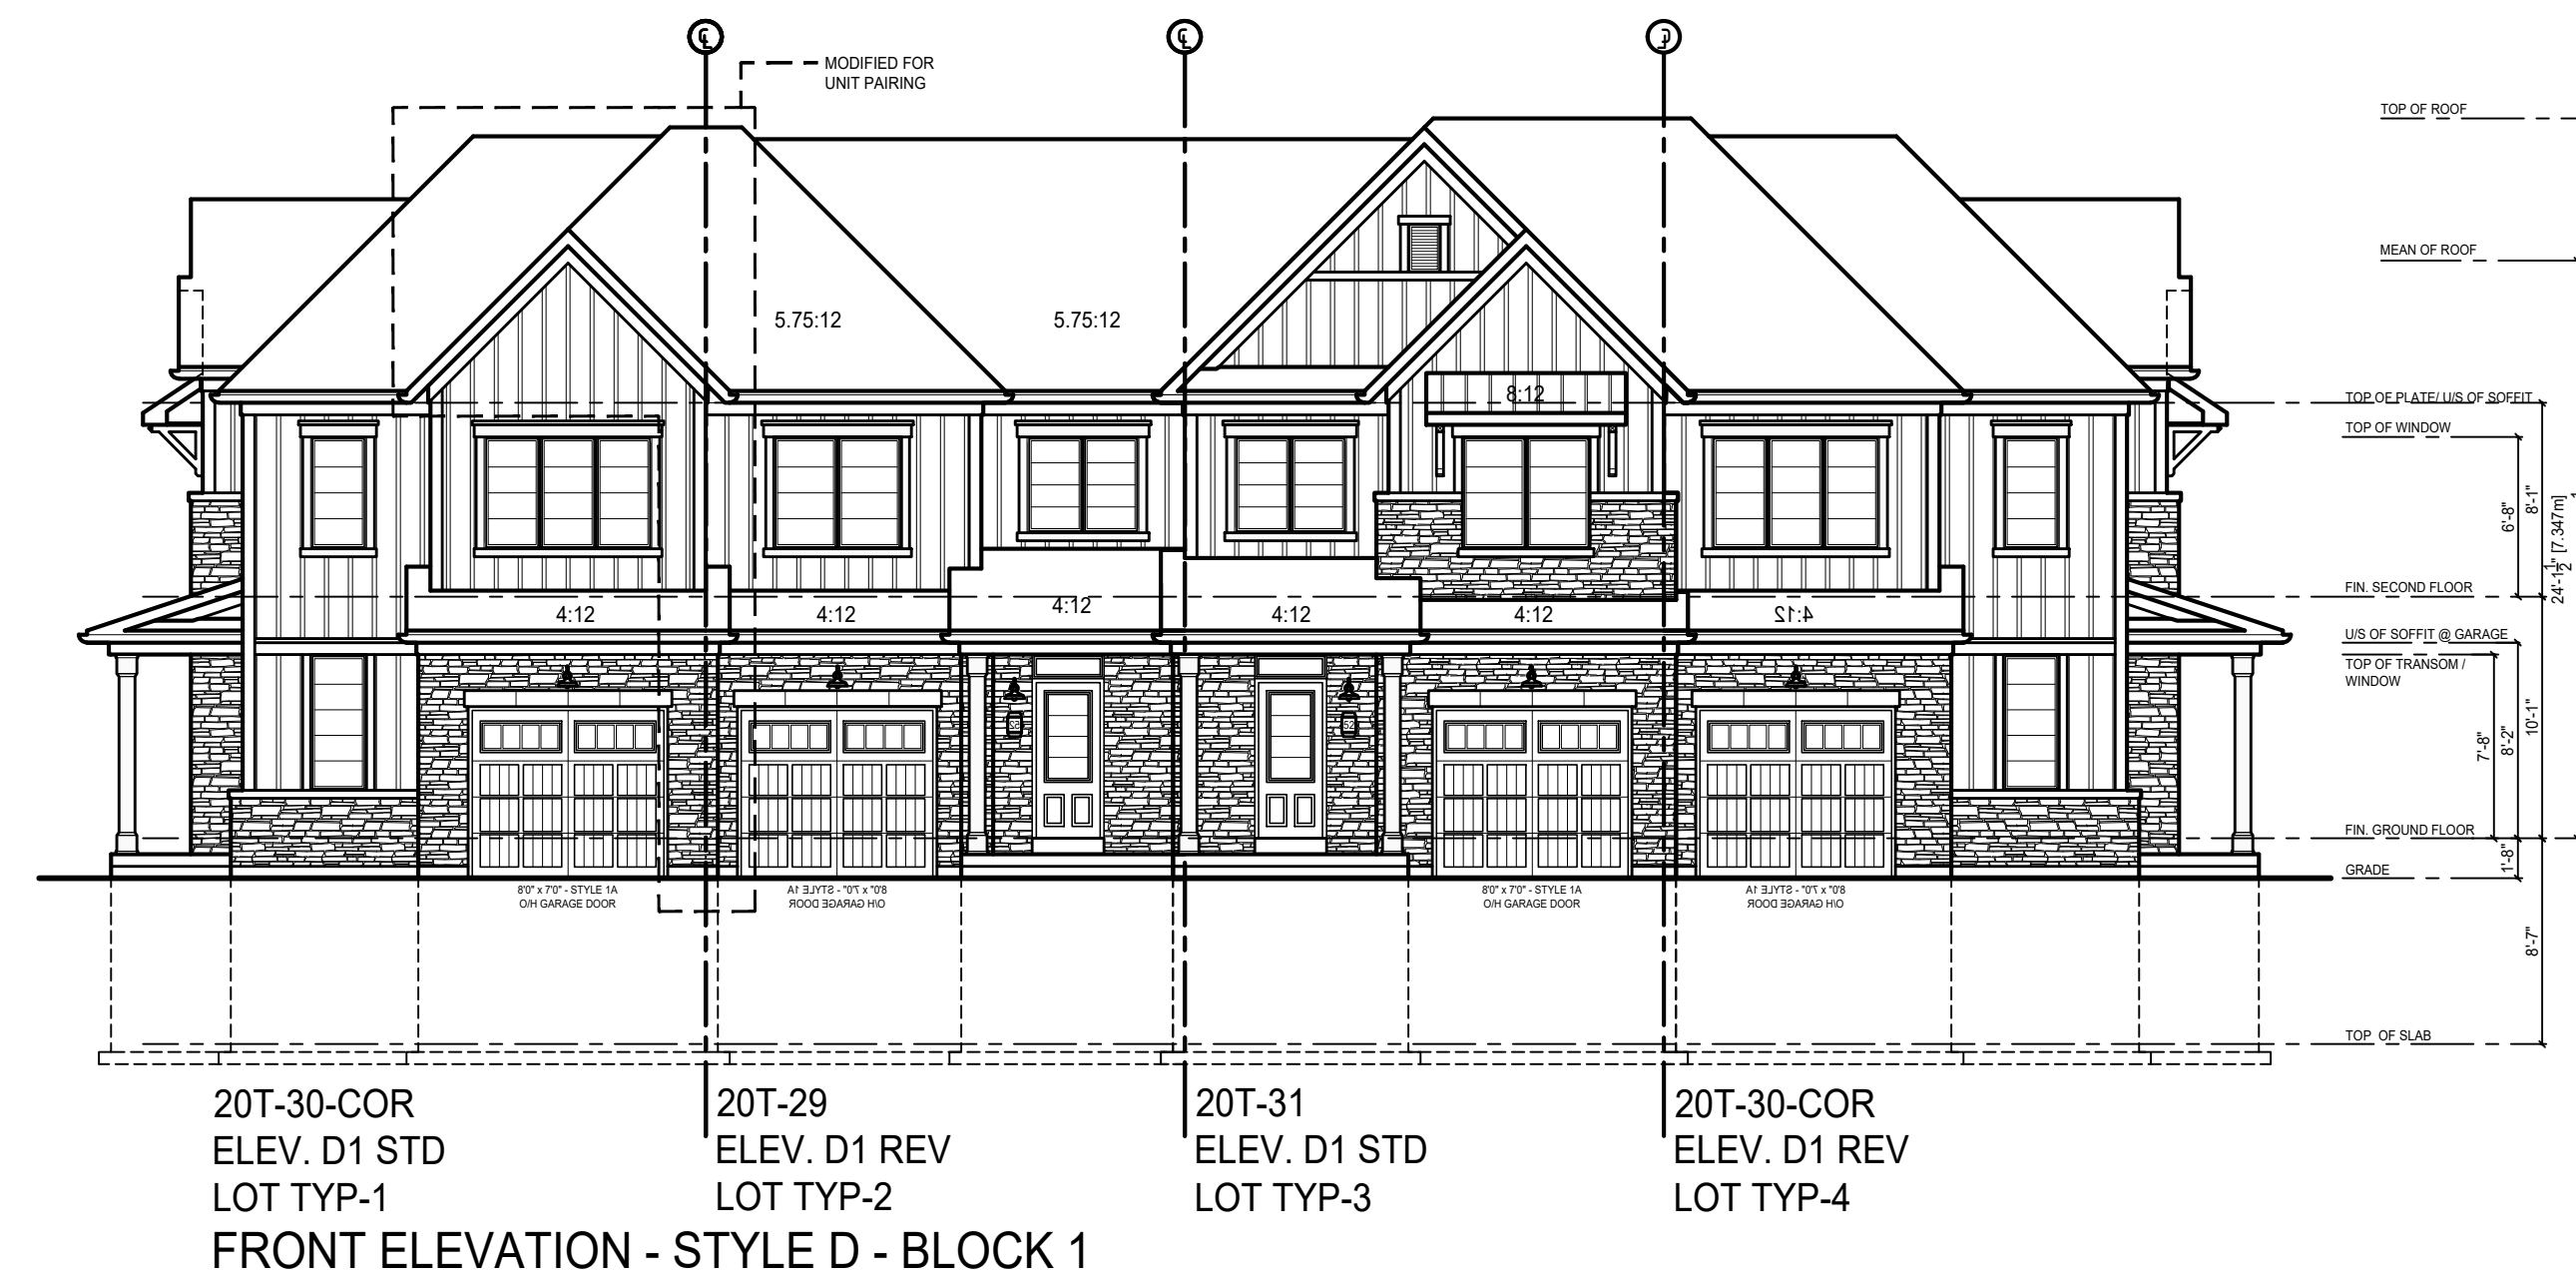 MODIFIED FOR
UNIT PAIRING
TOP OF ROOF
MEAN OF ROOF
5.75:12
5.75:12
8:12
TOP OF PLATE/ U/S OF SOFFIT
TOP OF WINDOW
6'-8"
8'-1"
24'-1 1/2" [7.347m]
FIN. SECOND FLOOR
4:12
4:12
4:12
4:12
4:12
4:12
U/S OF SOFFIT @ GARAGE
TOP OF TRANSOM /
WINDOW
7'-8"
8'-2"
10'-1"
FIN. GROUND FLOOR
1'-8"
GRADE
8'0" x 7'0" - STYLE 1A
O/H GARAGE DOOR
8'0" x 7'0" - STYLE 1A
O/H GARAGE DOOR
8'0" x 7'0" - STYLE 1A
O/H GARAGE DOOR
8'0" x 7'0" - STYLE 1A
O/H GARAGE DOOR
8'-7"
TOP OF SLAB
20T-30-COR
ELEV. D1 STD
LOT TYP-1
20T-29
ELEV. D1 REV
LOT TYP-2
20T-31
ELEV. D1 STD
LOT TYP-3
20T-30-COR
ELEV. D1 REV
LOT TYP-4
FRONT ELEVATION - STYLE D - BLOCK 1